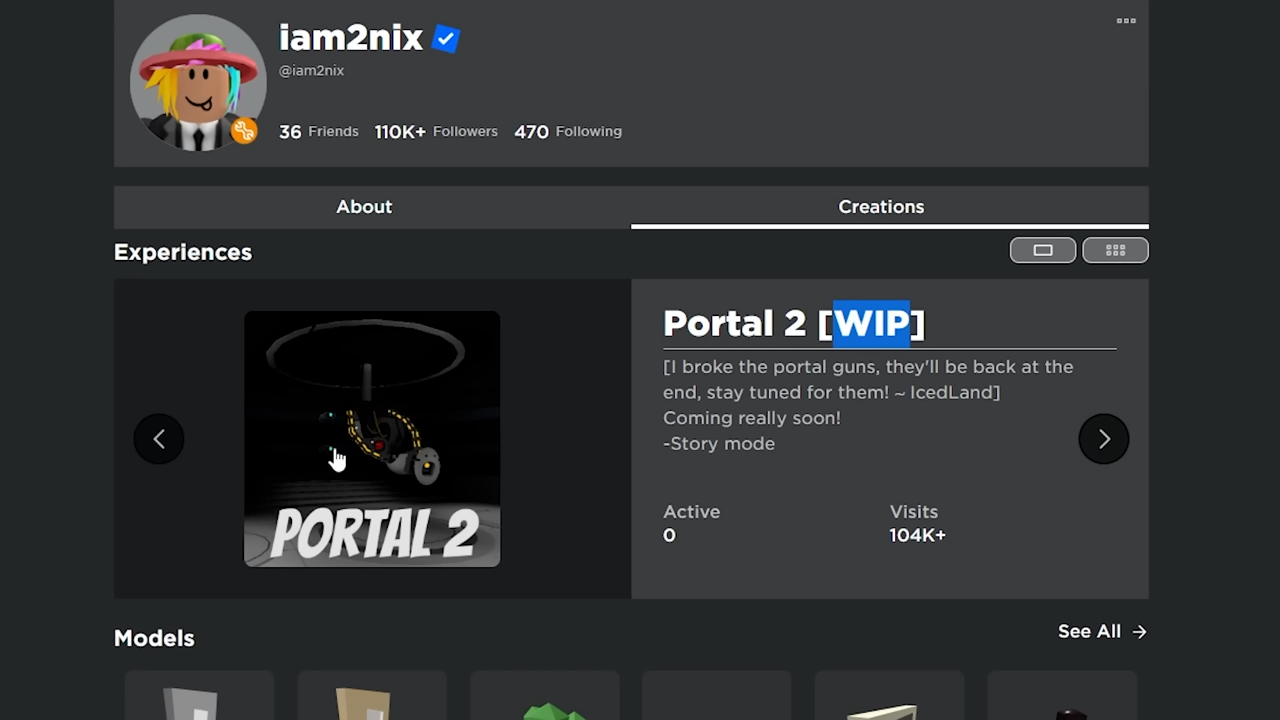 iam2nix
@iam2nix
36 Friends 110K+ Followers 470 Following
About
Creations
Experiences
PORTAL 2
Portal 2 [WIP]
[I broke the portal guns, they'll be back at the
end, stay tuned for them! ~ IcedLand]
Coming really soon!
-Story mode
Active
0
Visits
104K+
Models
See All →